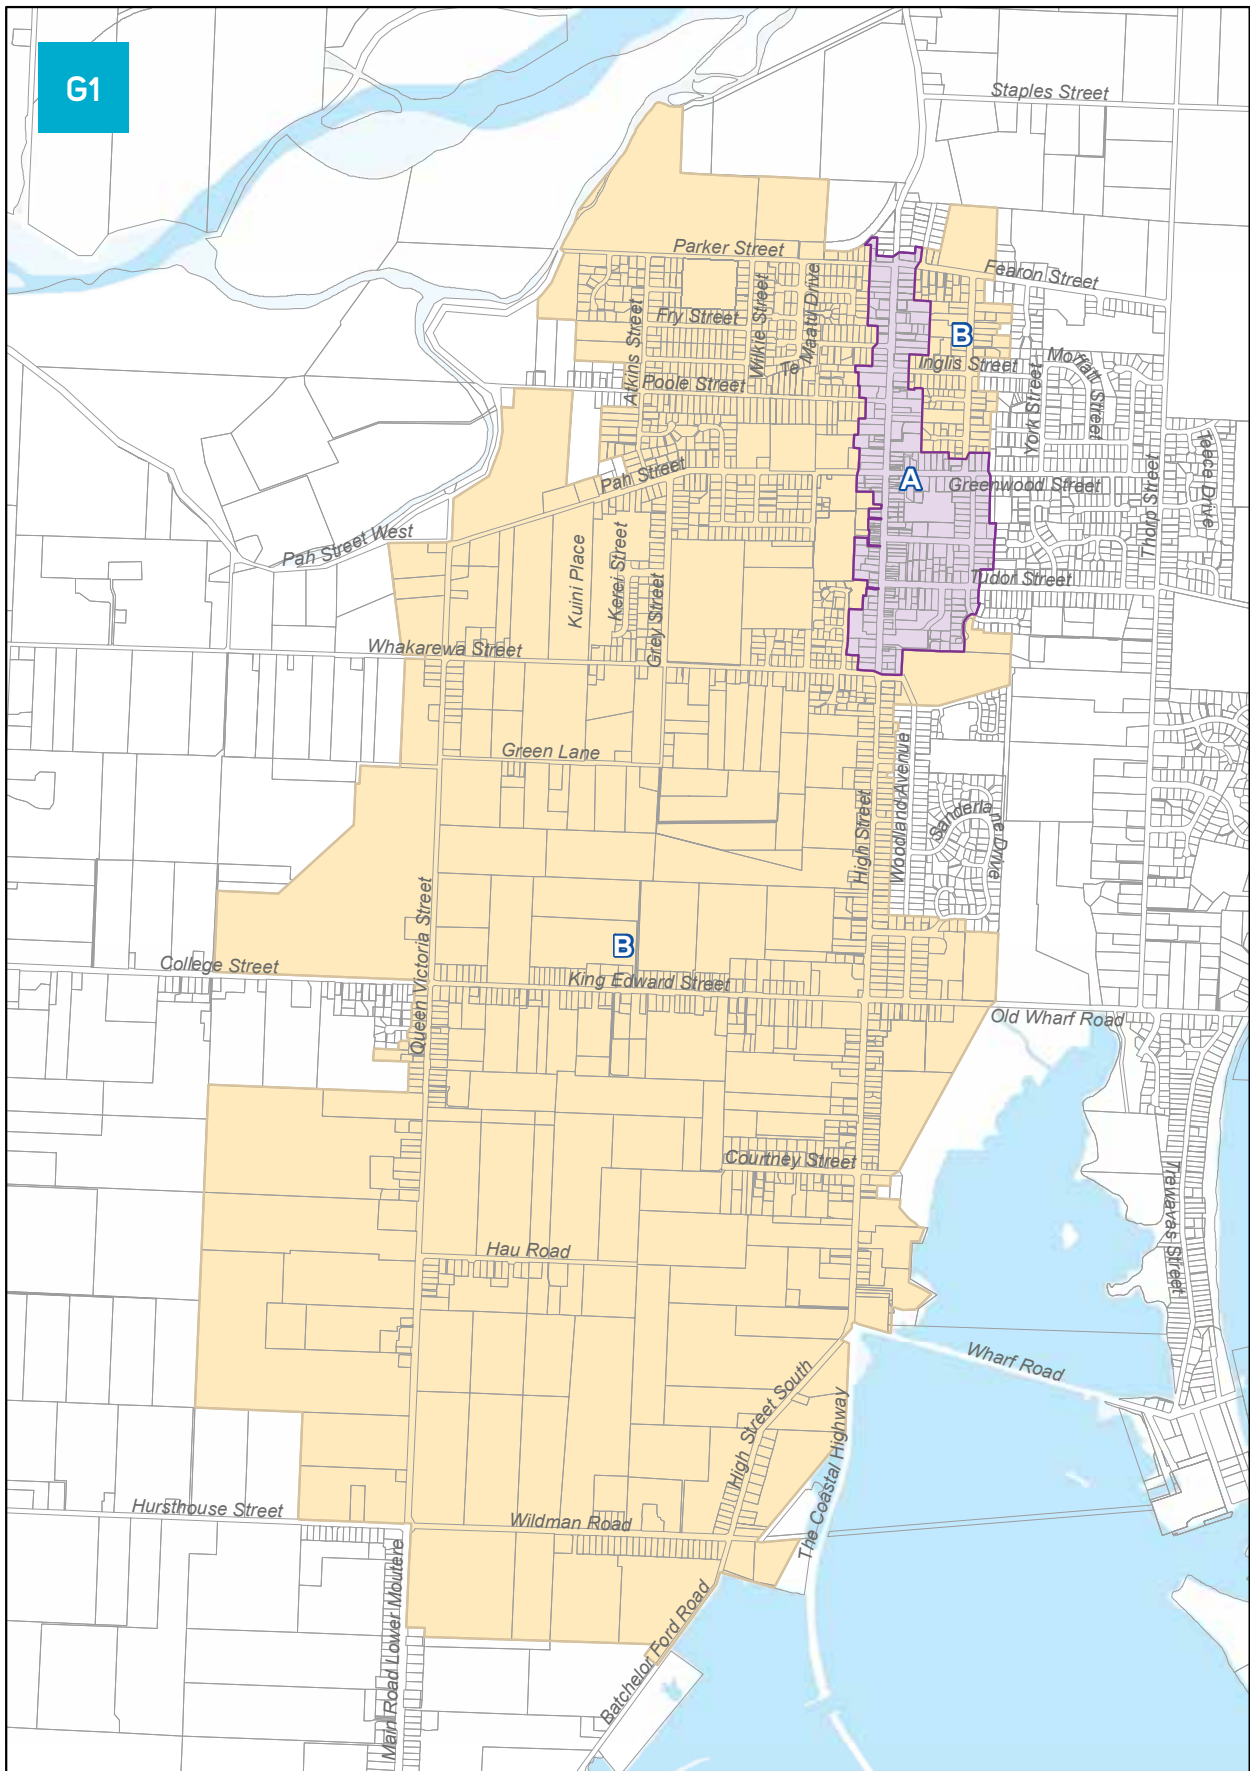 G1
Staples Street
Parker Street
Fearon Street
Wilkie Street
Te Maatu Drive
Atkins Street
Fry Street
B
Inglis Street
Moffatt Street
Poole Street
York Street
Pah Street
A
Greenwood Street
Thorp Street
Teece Drive
Pah Street West
Kuini Place
Kerei Street
Grey Street
Tudor Street
Whakarewa Street
Green Lane
High Street
Woodland Avenue
Sanderlane Drive
Queen Victoria Street
B
College Street
King Edward Street
Old Wharf Road
Courtney Street
Trewavas Street
Hau Road
Wharf Road
High Street South
The Coastal Highway
Hursthouse Street
Wildman Road
Main Road Lower Moutere
Batchelor Ford Road